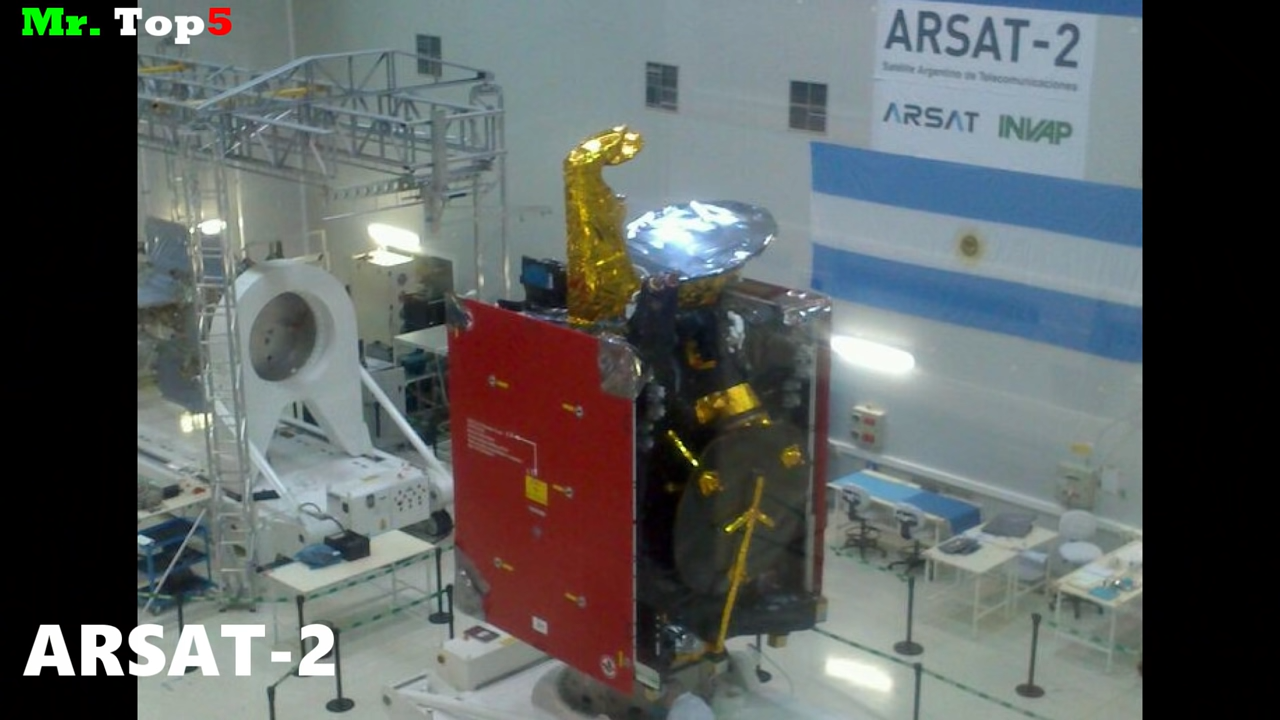 Mr. Top5
ARSAT-2
Satélite Argentino de Telecomunicaciones
ARSAT INVAP
ARSAT-2